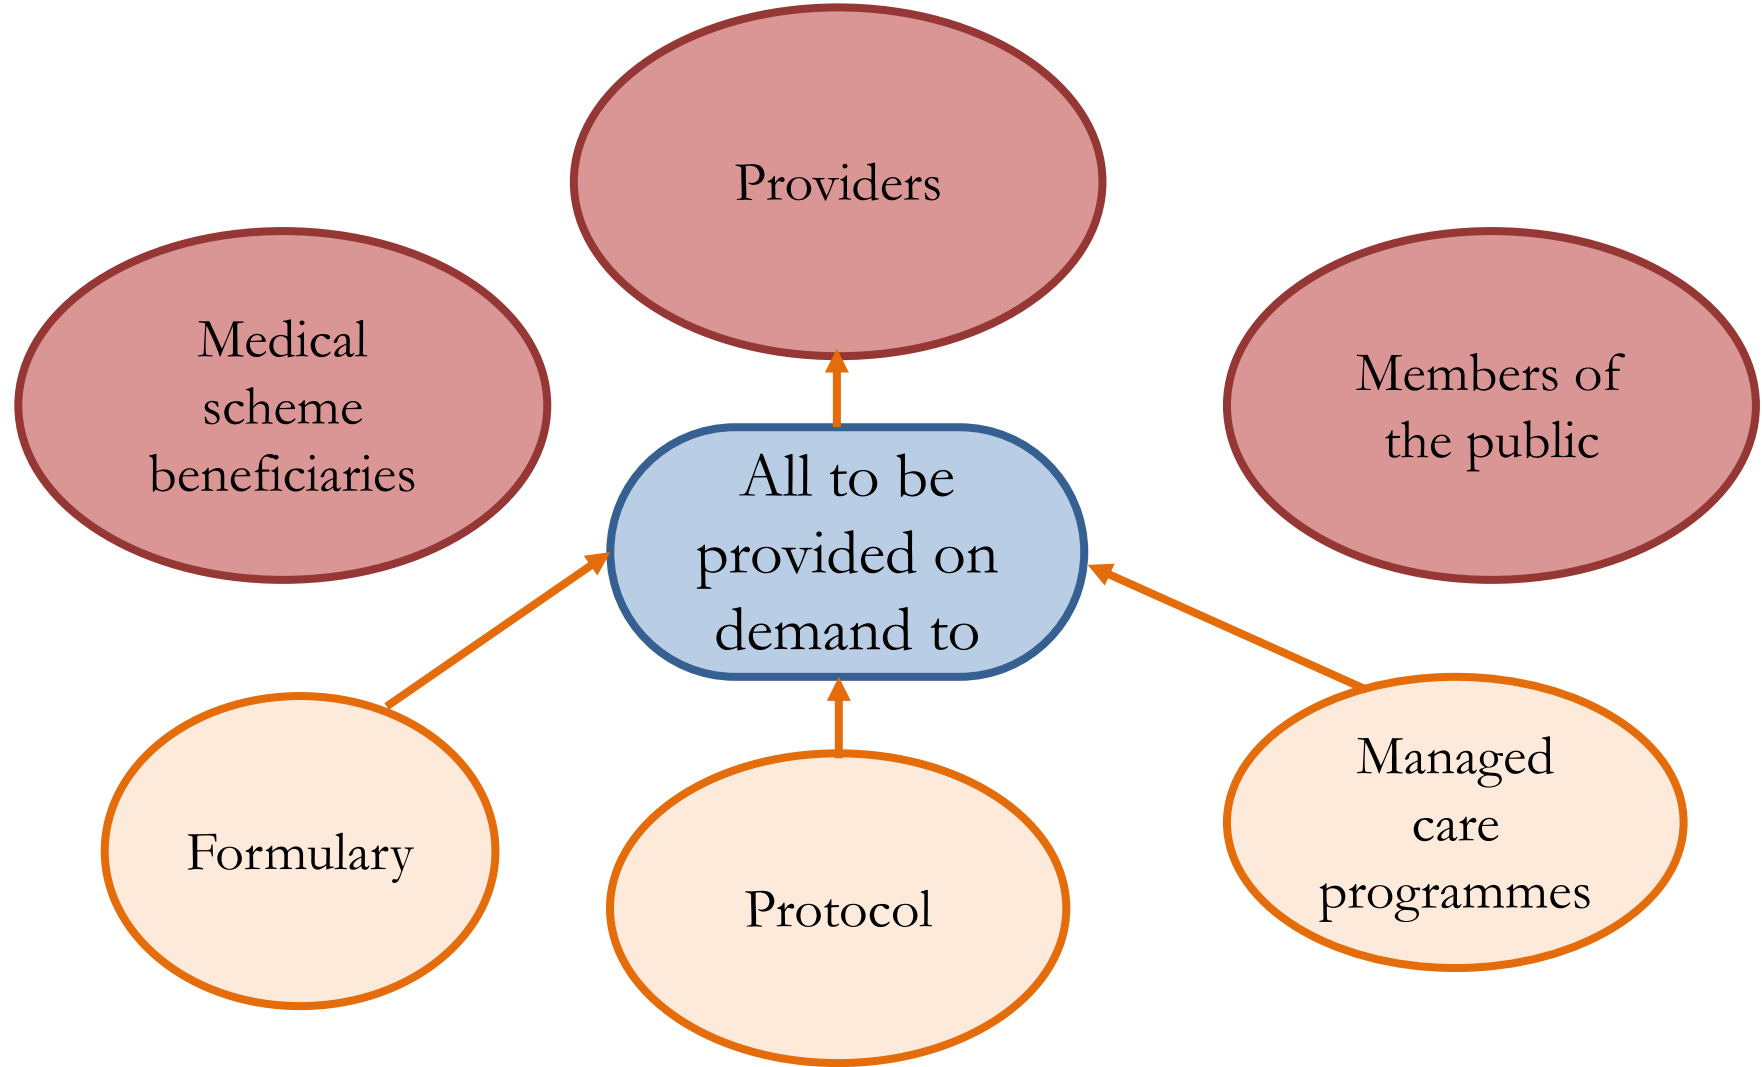 Providers
Medical
scheme
beneficiaries
Members of
the public
All to be
provided on
demand to
Formulary
Protocol
Managed
care
programmes